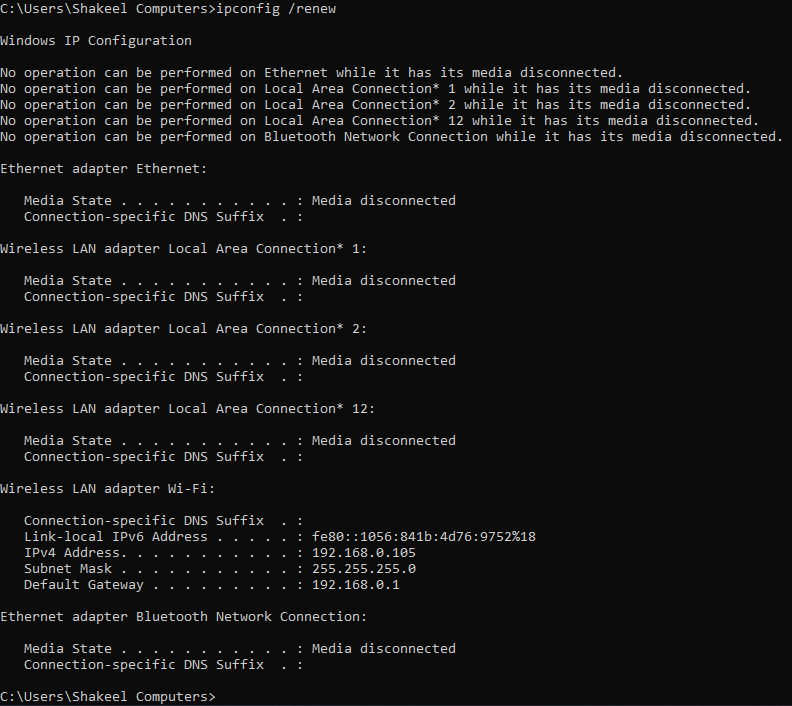 C:\Users\Shakeel Computers>ipconfig /renew
Windows IP Configuration
No operation can be performed on Ethernet while it has its media disconnected.
No operation can be performed on Local Area Connection* 1 while it has its media disconnected.
No operation can be performed on Local Area Connection* 2 while it has its media disconnected.
No operation can be performed on Local Area Connection* 12 while it has its media disconnected.
No operation can be performed on Bluetooth Network Connection while it has its media disconnected.
Ethernet adapter Ethernet:
   Media State . . . . . . . . . . . : Media disconnected
   Connection-specific DNS Suffix  . :
Wireless LAN adapter Local Area Connection* 1:
   Media State . . . . . . . . . . . : Media disconnected
   Connection-specific DNS Suffix  . :
Wireless LAN adapter Local Area Connection* 2:
   Media State . . . . . . . . . . . : Media disconnected
   Connection-specific DNS Suffix  . :
Wireless LAN adapter Local Area Connection* 12:
   Media State . . . . . . . . . . . : Media disconnected
   Connection-specific DNS Suffix  . :
Wireless LAN adapter Wi-Fi:
   Connection-specific DNS Suffix  . :
   Link-local IPv6 Address . . . . . : fe80::1056:841b:4d76:9752%18
   IPv4 Address. . . . . . . . . . . : 192.168.0.105
   Subnet Mask . . . . . . . . . . . : 255.255.255.0
   Default Gateway . . . . . . . . . : 192.168.0.1
Ethernet adapter Bluetooth Network Connection:
   Media State . . . . . . . . . . . : Media disconnected
   Connection-specific DNS Suffix  . :
C:\Users\Shakeel Computers>